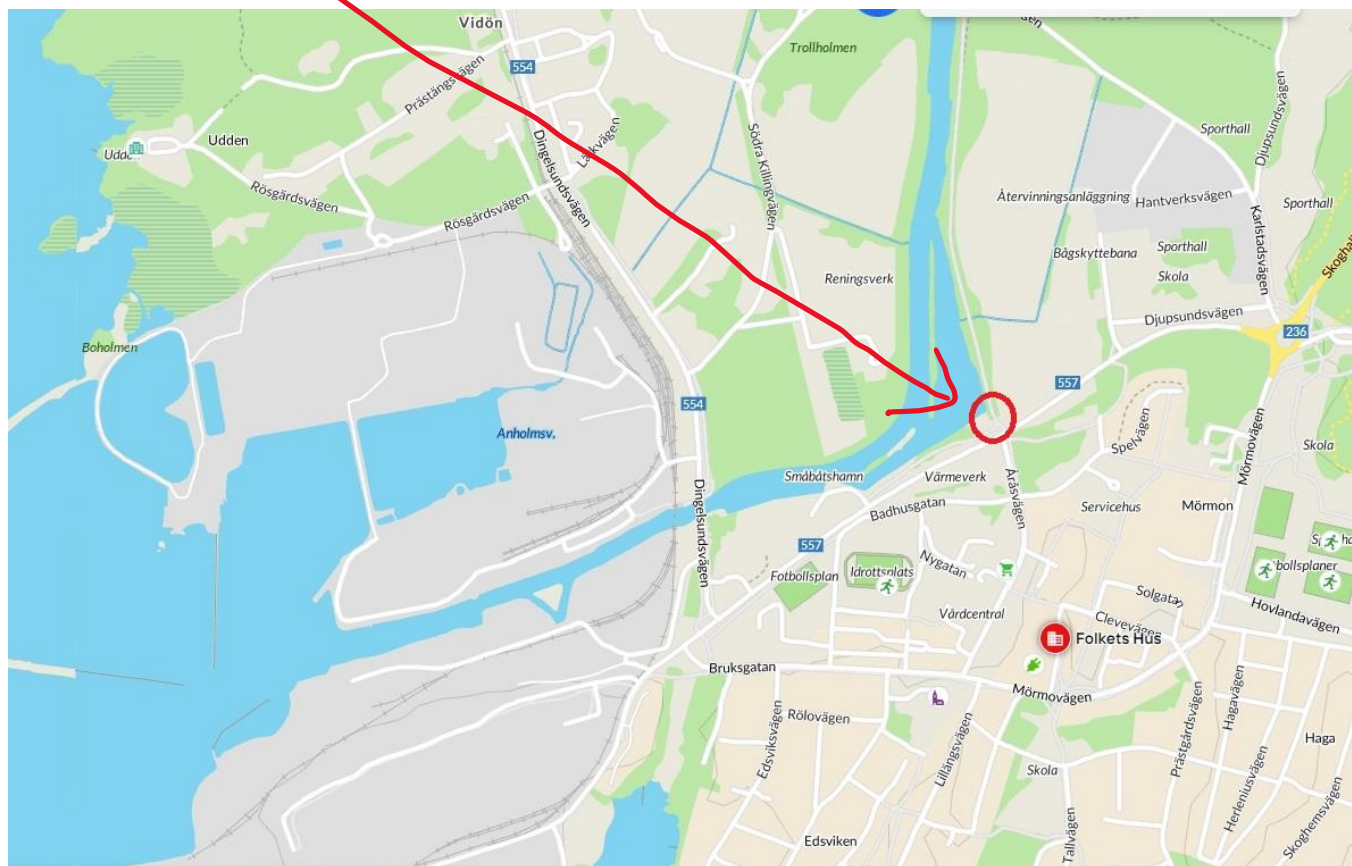 Vidön
Trollholmen
554
Prästängsvägen
Lärkvägen
Dingelsundsvägen
Södra Killingvägen
Djupsundsvägen
Sporthall
Udden
Udden
Rösgårdsvägen
Rösgårdsvägen
Återvinningsanläggning
Hantverksvägen
Karlstadsvägen
Sporthall
Bågskyttebana
Sporthall
Skola
Reningsverk
Djupsundsvägen
236
Boholmen
557
554
Anholmsv.
Spelvägen
Mörmovägen
Skola
Småbåtshamn
Värmeverk
Åråsvägen
Dingelsundsvägen
Badhusgatan
Servicehus
Mörmon
557
Fotbollsplan
Idrottsplats
Nygatan
Vårdcentral
Solgatan
Clevevägen
Hovlandavägen
Folkets Hus
Bruksgatan
Mörmovägen
Rölovägen
Edsviksvägen
Lillängsvägen
Prästgårdsvägen
Hagavägen
Haga
Skola
Herleniusvägen
Skoghemsvägen
Edsviken
Tallvägen